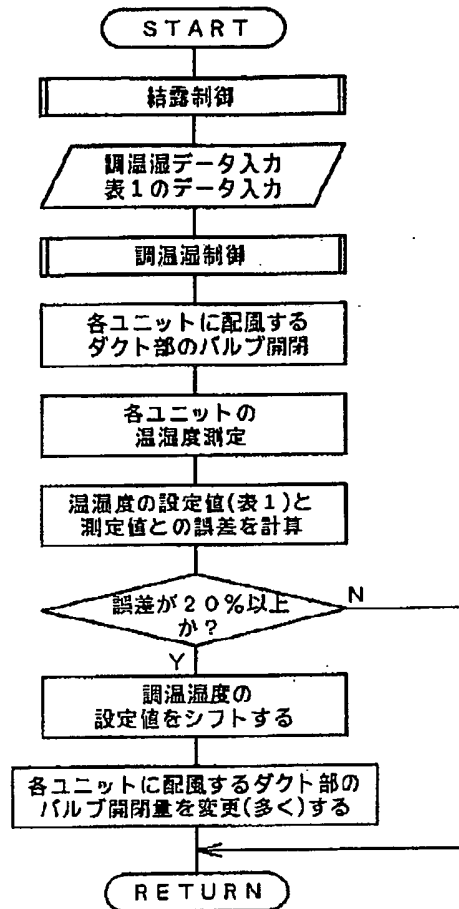 START
結露制御
調温湿データ入力
表1のデータ入力
調温湿制御
各ユニットに配風する
ダクト部のバルブ開閉
各ユニットの
温湿度測定
温湿度の設定値(表1)と
測定値との誤差を計算
誤差が20%以上
か?
N
Y
調温湿度の
設定値をシフトする
各ユニットに配風するダクト部の
バルブ開閉量を変更(多く)する
RETURN